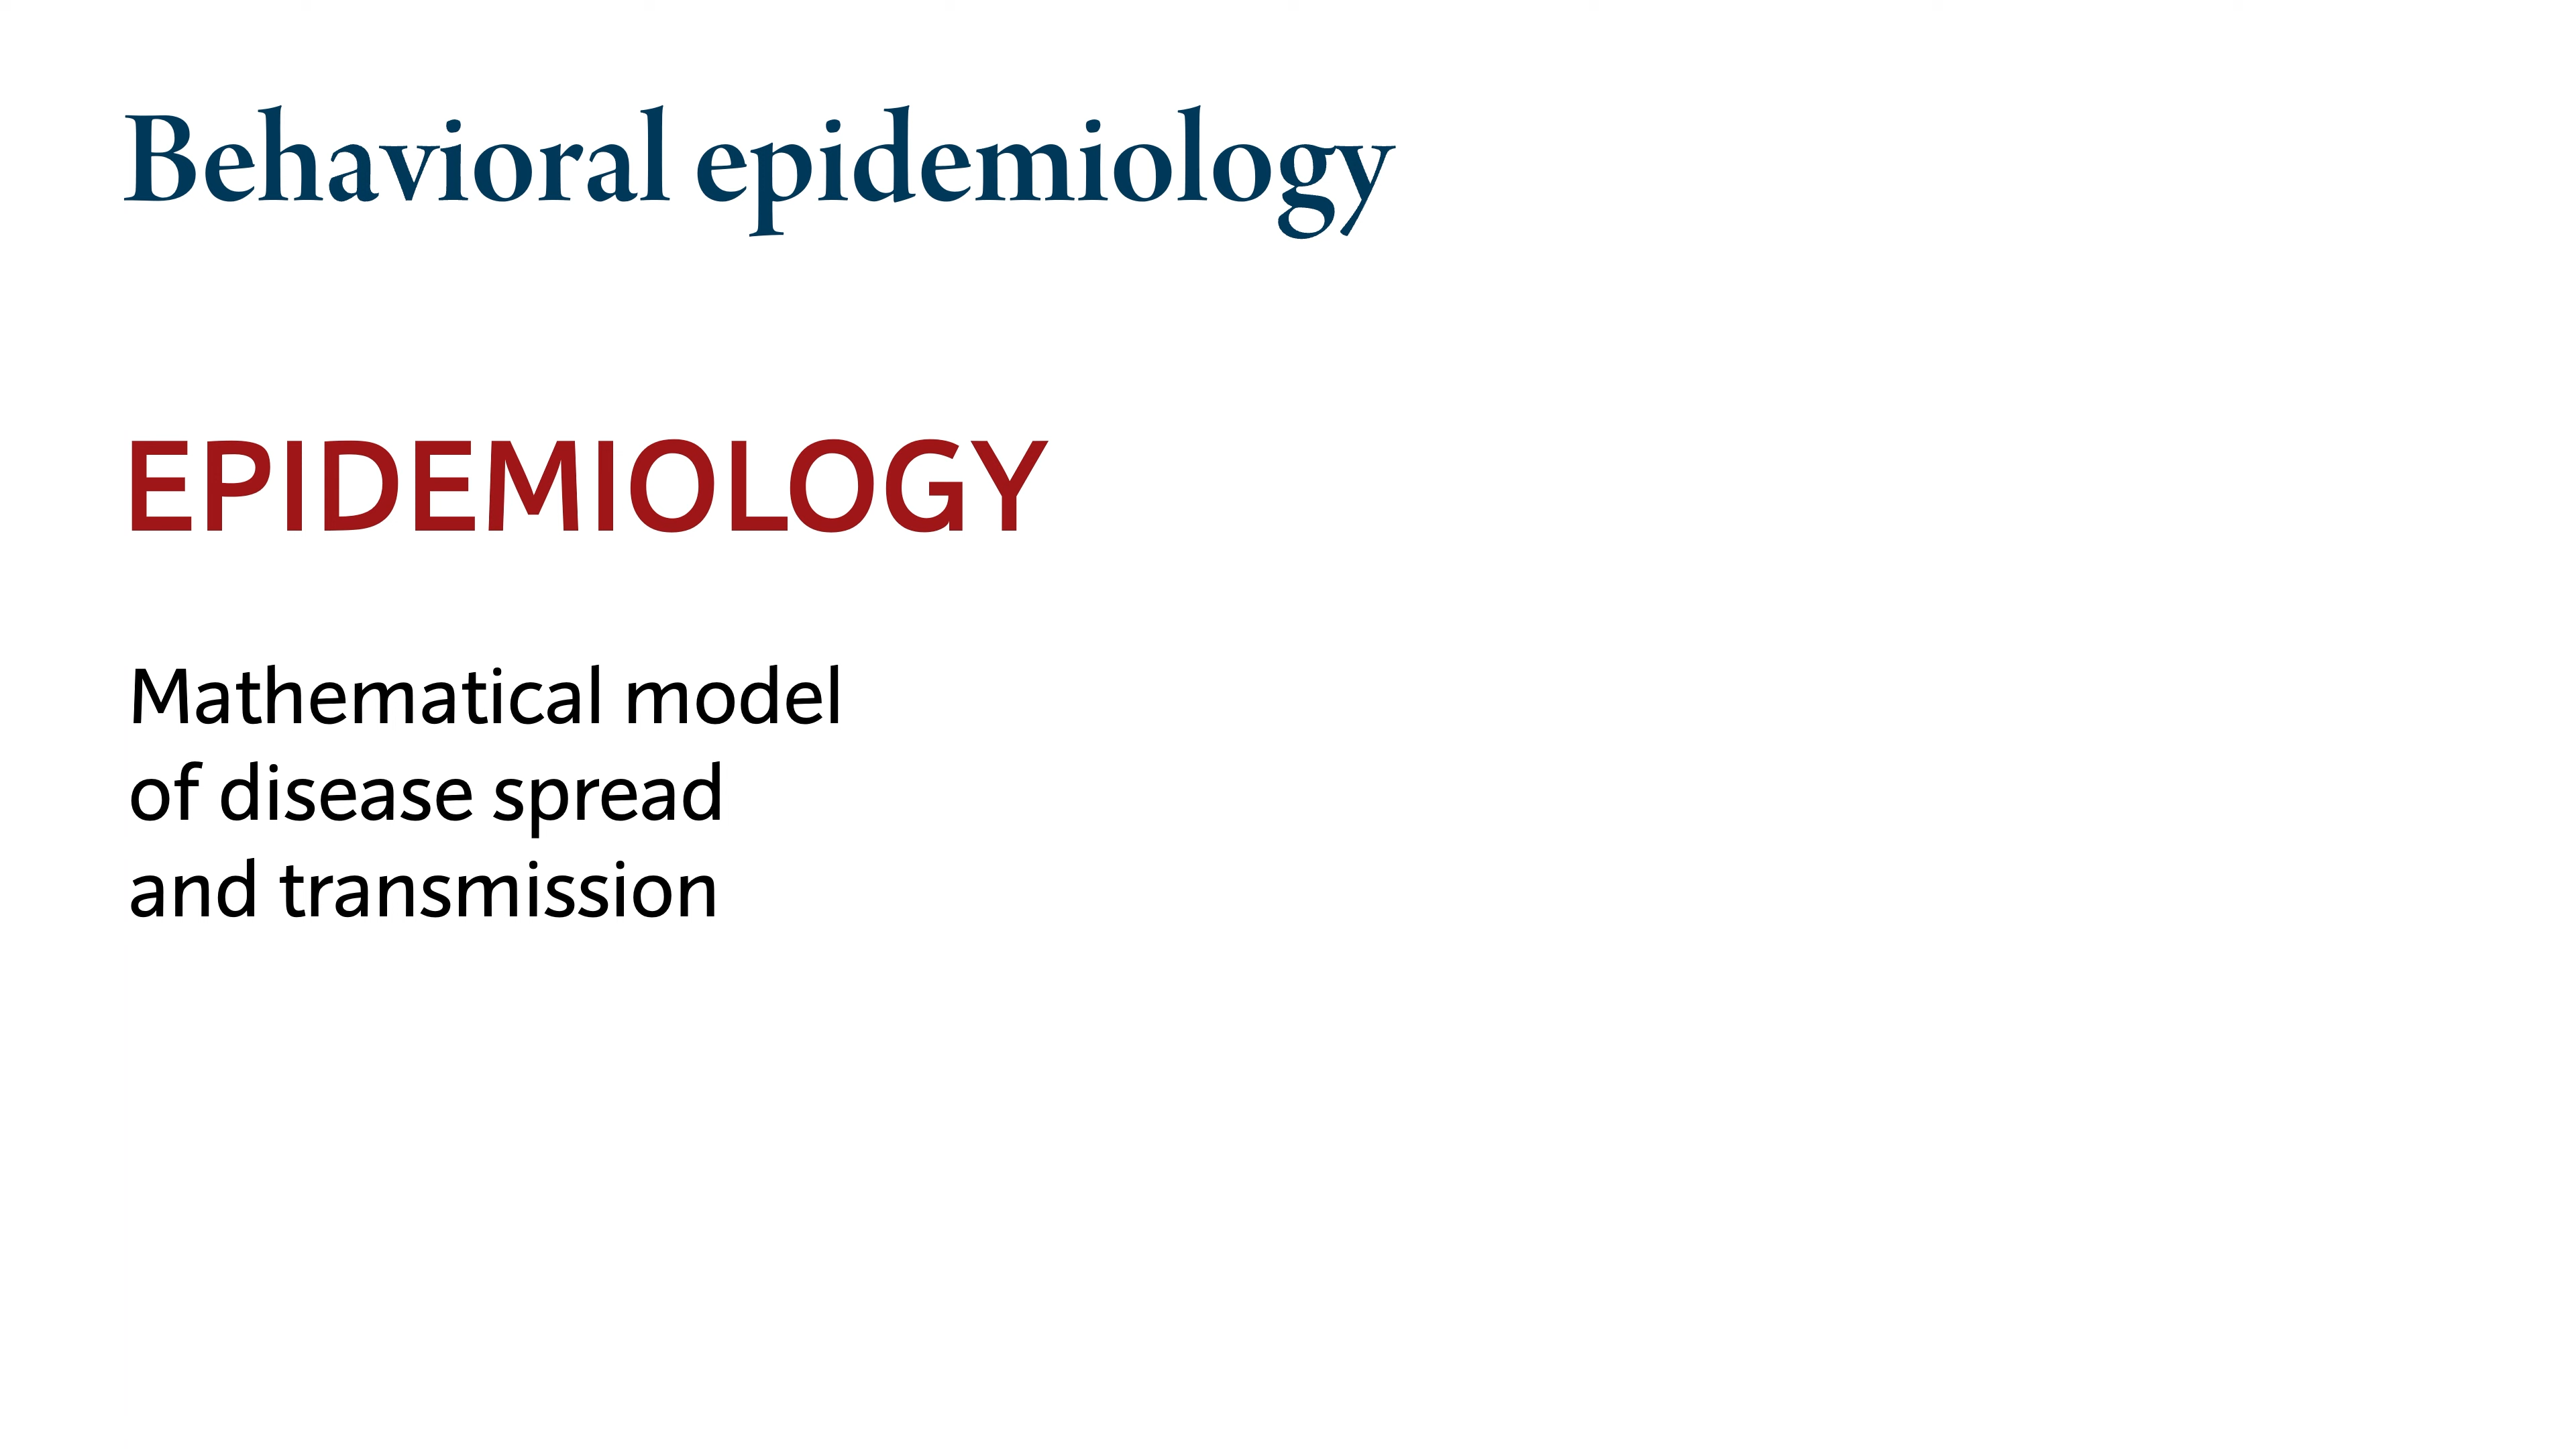 Behavioral epidemiology
EPIDEMIOLOGY
Mathematical model
of disease spread
and transmission